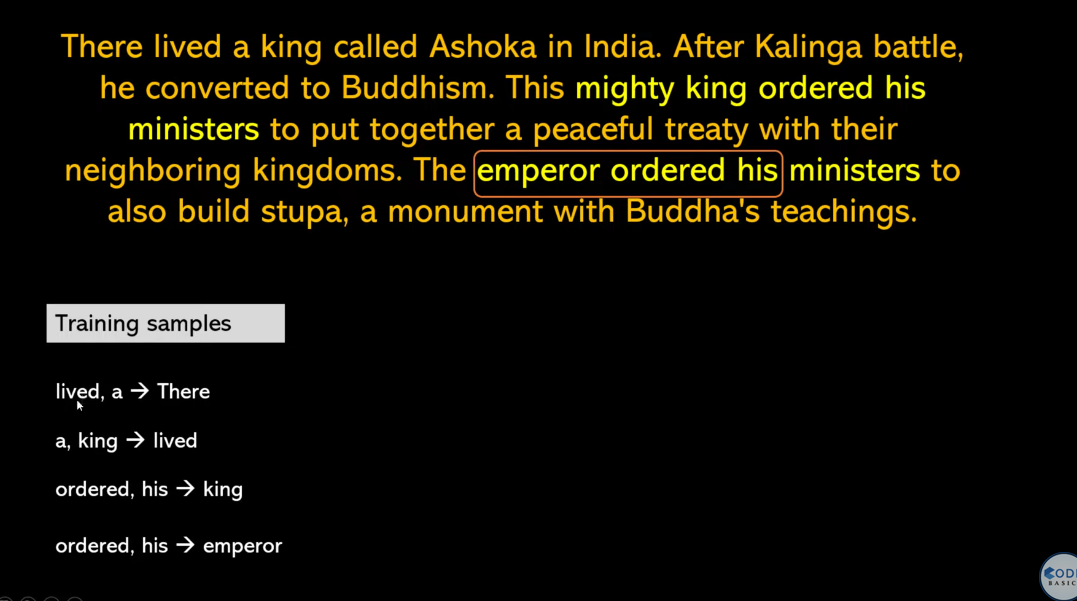 There lived a king called Ashoka in India. After Kalinga battle,
he converted to Buddhism. This mighty king ordered his
ministers to put together a peaceful treaty with their
neighboring kingdoms. The emperor ordered his ministers to
also build stupa, a monument with Buddha's teachings.
Training samples
lived, a → There
a, king → lived
ordered, his → king
ordered, his → emperor